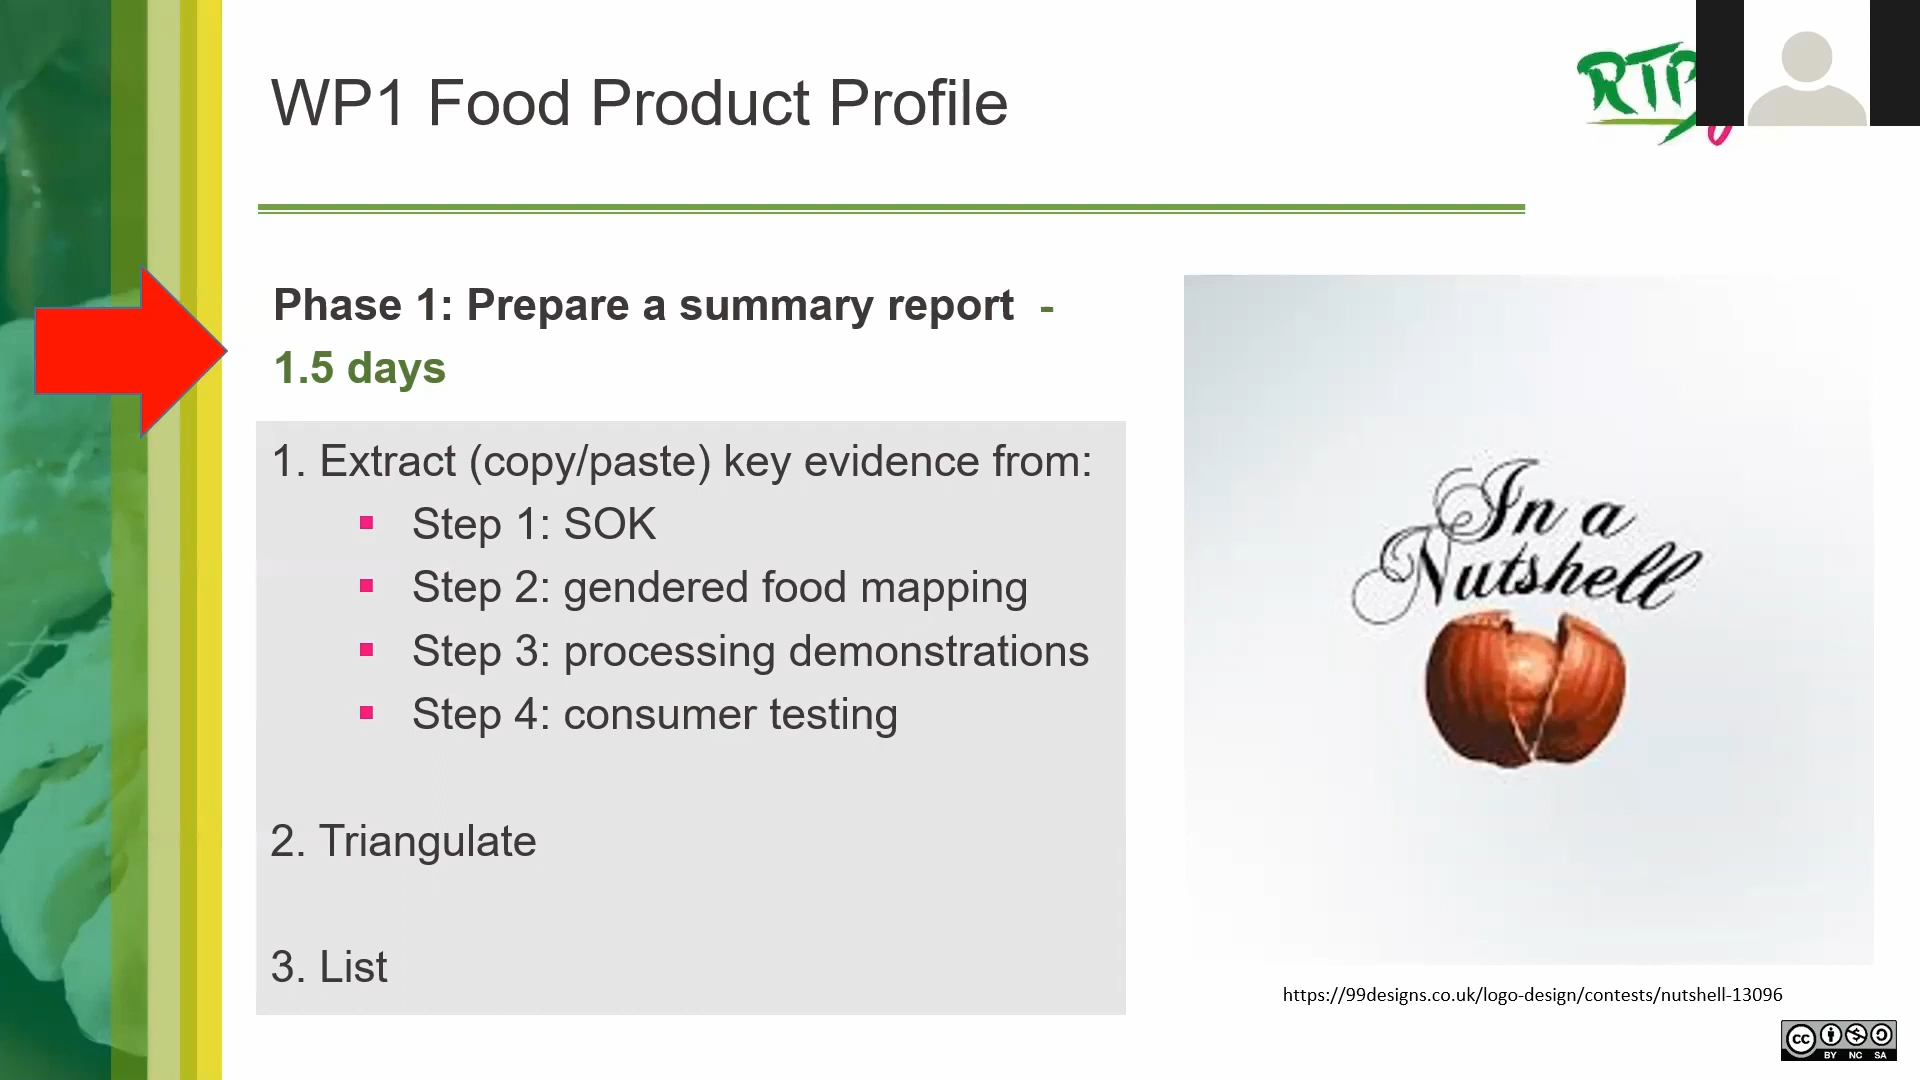 WP1 Food Product Profile
RTB
Phase 1: Prepare a summary report -
1.5 days
1. Extract (copy/paste) key evidence from:
Step 1: SOK
Step 2: gendered food mapping
Step 3: processing demonstrations
Step 4: consumer testing
2. Triangulate
3. List
In a
Nutshell
https://99designs.co.uk/logo-design/contests/nutshell-13096
cc
BY NC SA